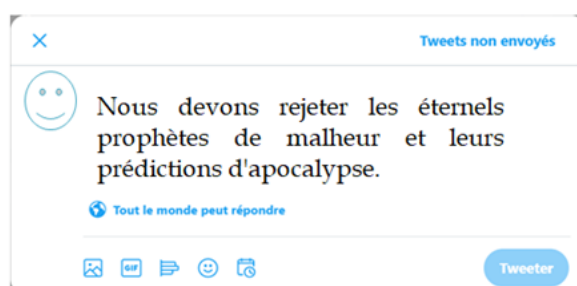 Tweets non envoyés
Nous devons rejeter les éternels
prophètes de malheur et leurs
prédictions d'apocalypse.
Tout le monde peut répondre
GIF
Tweeter